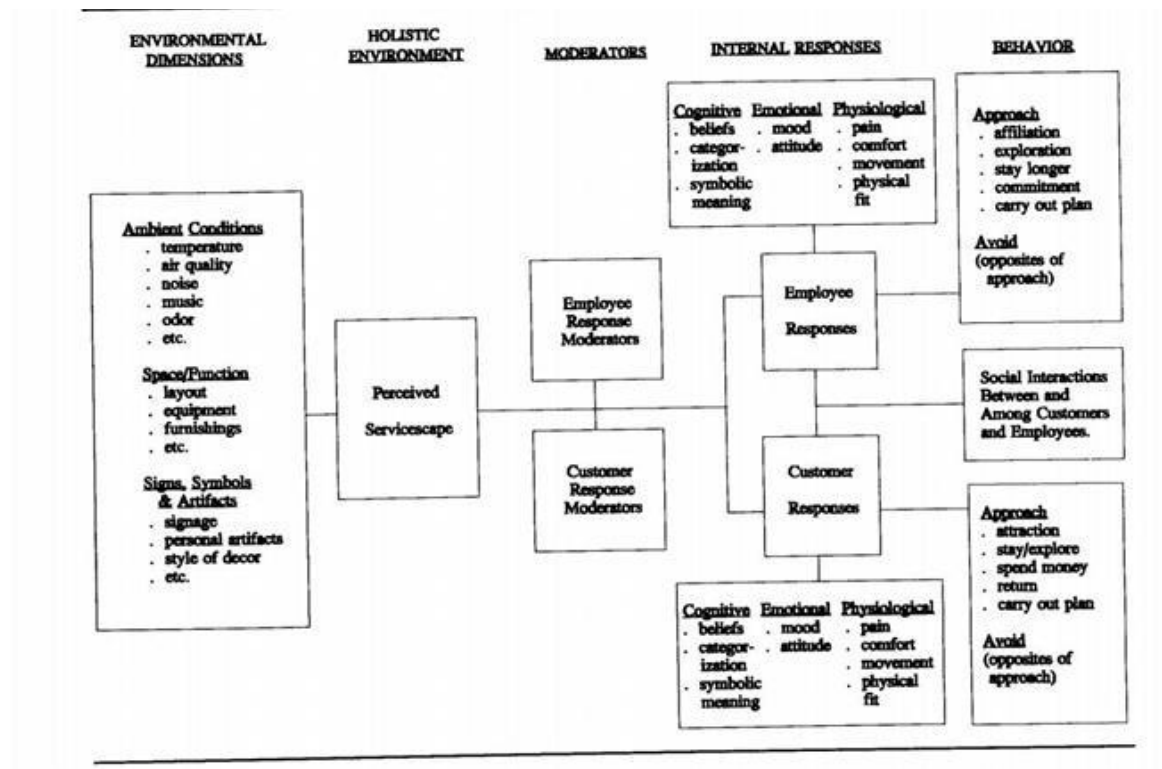 ENVIRONMENTAL
DIMENSIONS
HOLISTIC
ENVIRONMENT
MODERATORS
INTERNAL RESPONSES
BEHAVIOR
Ambient Conditions
. temperature
. air quality
. noise
. music
. odor
. etc.
Space/Function
. layout
. equipment
. furnishings
. etc.
Signs, Symbols
& Artifacts
. signage
. personal artifacts
. style of decor
. etc.
Perceived
Servicescape
Employee
Response
Moderators
Customer
Response
Moderators
Cognitive Emotional Physiological
. beliefs . mood . pain
. categor- . attitude . comfort
ization . movement
. symbolic . physical
meaning fit
Employee
Responses
Customer
Responses
Cognitive Emotional Physiological
. beliefs . mood . pain
. categor- . attitude . comfort
ization . movement
. symbolic . physical
meaning fit
Approach
. affiliation
. exploration
. stay longer
. commitment
. carry out plan
Avoid
(opposites of
approach)
Social Interactions
Between and
Among Customers
and Employees.
Approach
. attraction
. stay/explore
. spend money
. return
. carry out plan
Avoid
(opposites of
approach)